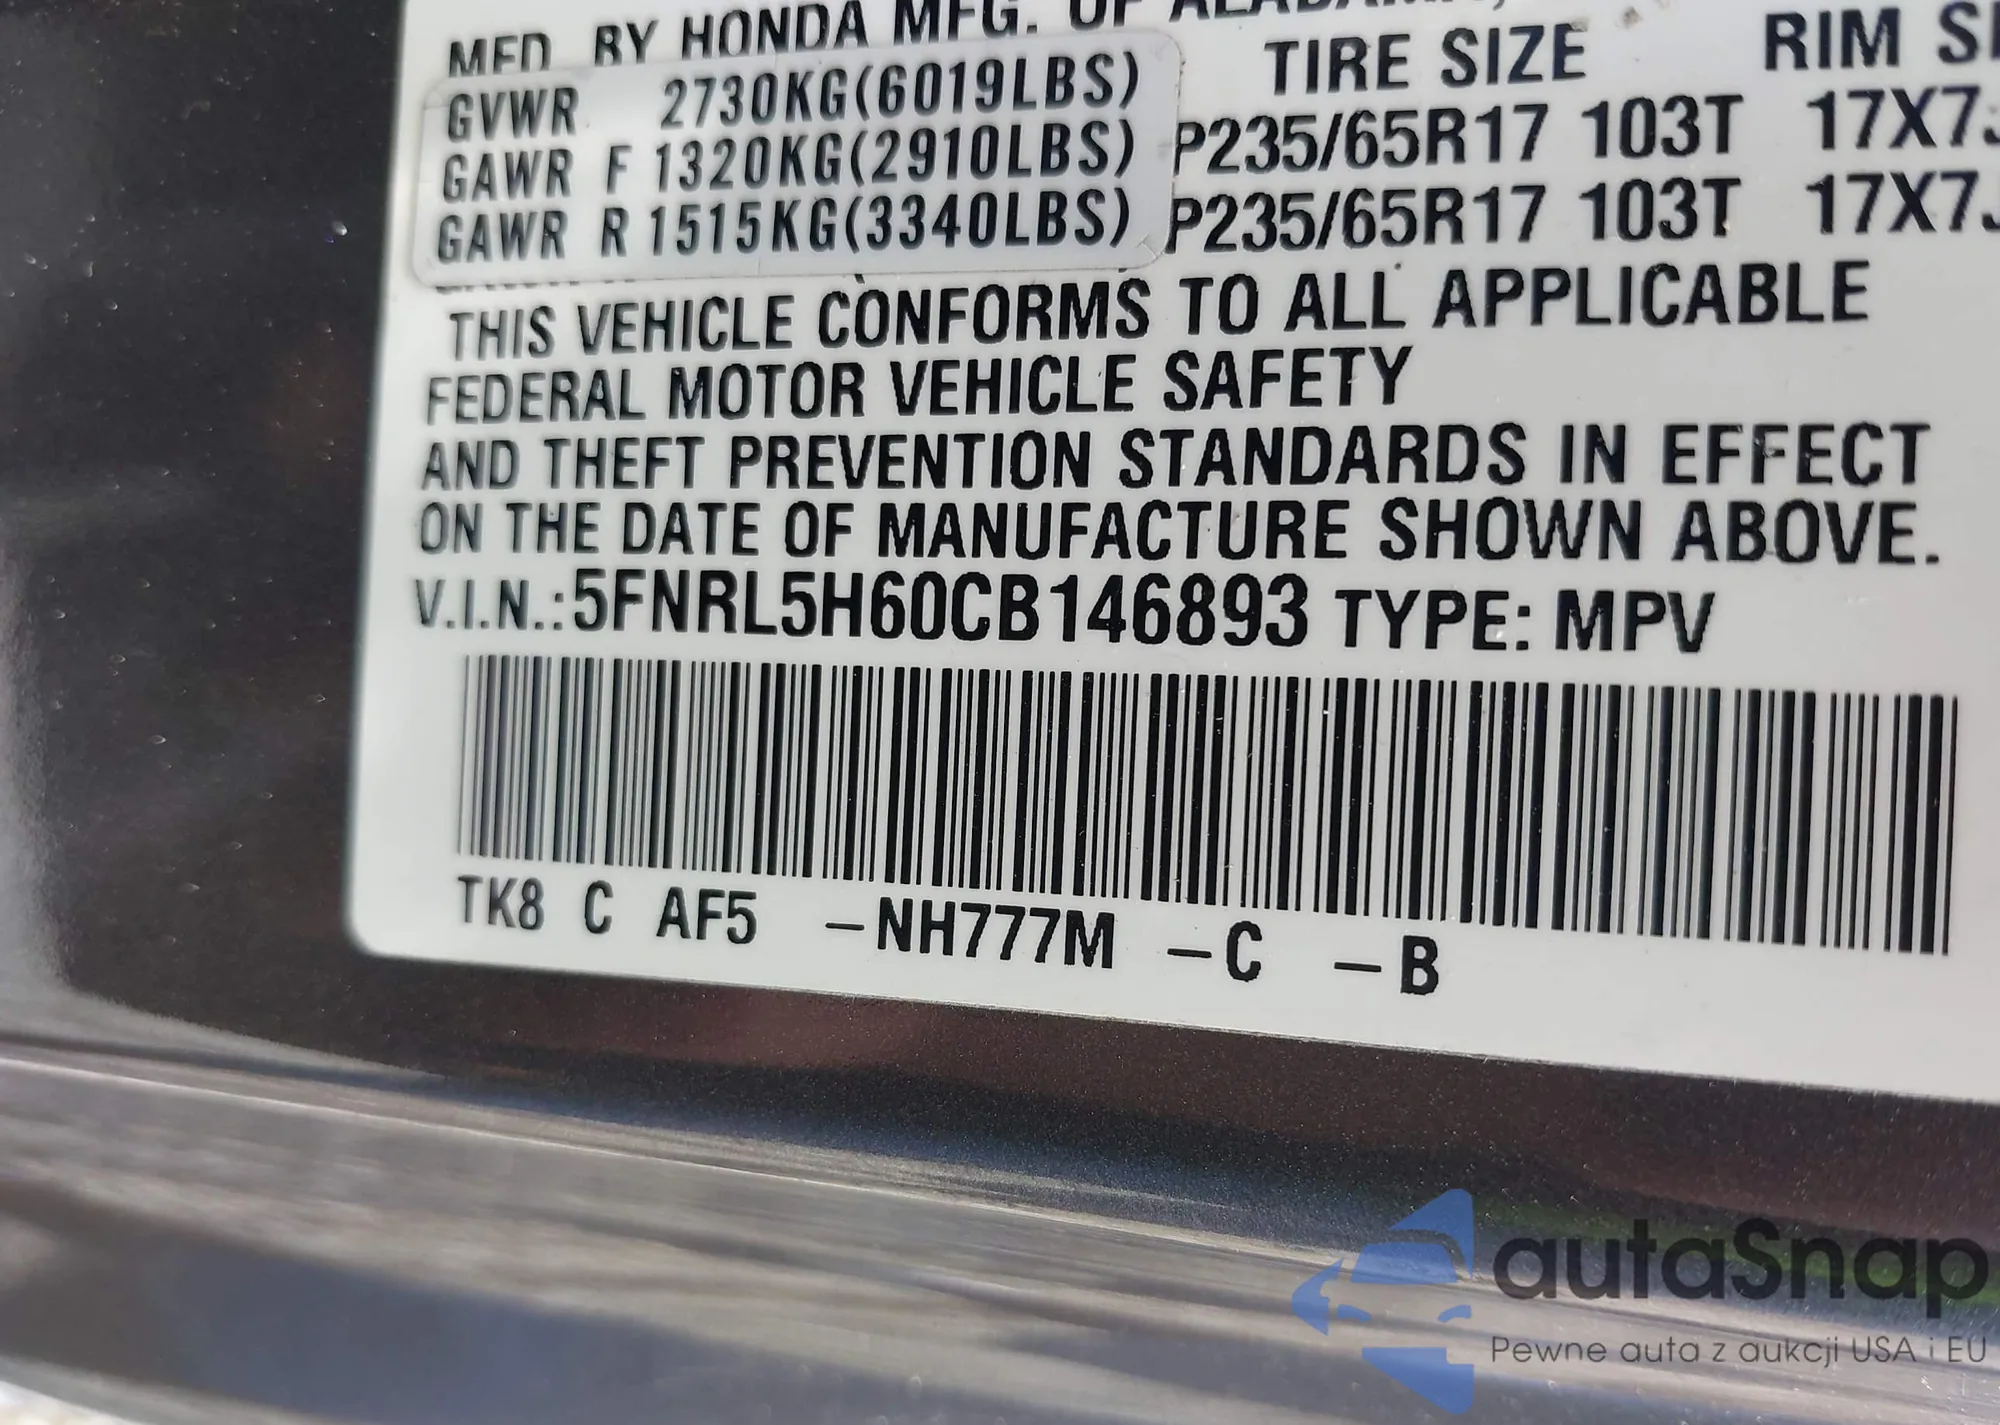 MFD BY HONDA MFG. OF ALABAMA,
TIRE SIZE RIM SI
GVWR 2730KG(6019LBS)
GAWR F 1320KG(2910LBS) P235/65R17 103T 17X7J
GAWR R 1515KG(3340LBS) P235/65R17 103T 17X7J
THIS VEHICLE CONFORMS TO ALL APPLICABLE
FEDERAL MOTOR VEHICLE SAFETY
AND THEFT PREVENTION STANDARDS IN EFFECT
ON THE DATE OF MANUFACTURE SHOWN ABOVE.
V.I.N.:5FNRL5H60CB146893 TYPE: MPV
TK8 C AF5 –NH777M –C –B
autaSnap
Pewne auta z aukcji USA i EU